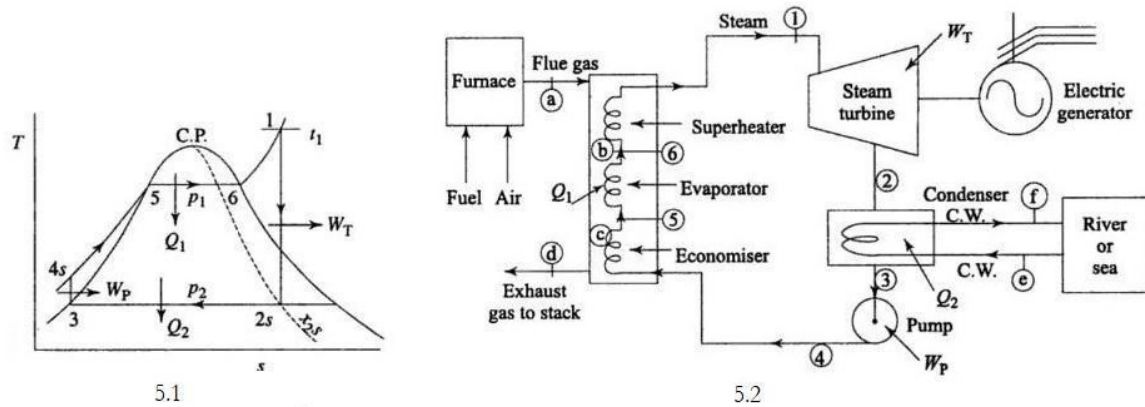 T
C.P.
1
t₁
5
p₁
6
Q₁
W_T
4s
W_P
p₂
3
Q₂
2s
x₂s
s
5.1
Furnace
Fuel
Air
Flue gas
a
Steam
1
b
6
Superheater
Q₁
Evaporator
5
c
Economiser
d
Exhaust
gas to stack
W_T
Steam
turbine
Electric
generator
2
Condenser
C.W.
f
C.W.
e
River
or
sea
3
Q₂
Pump
4
W_P
5.2